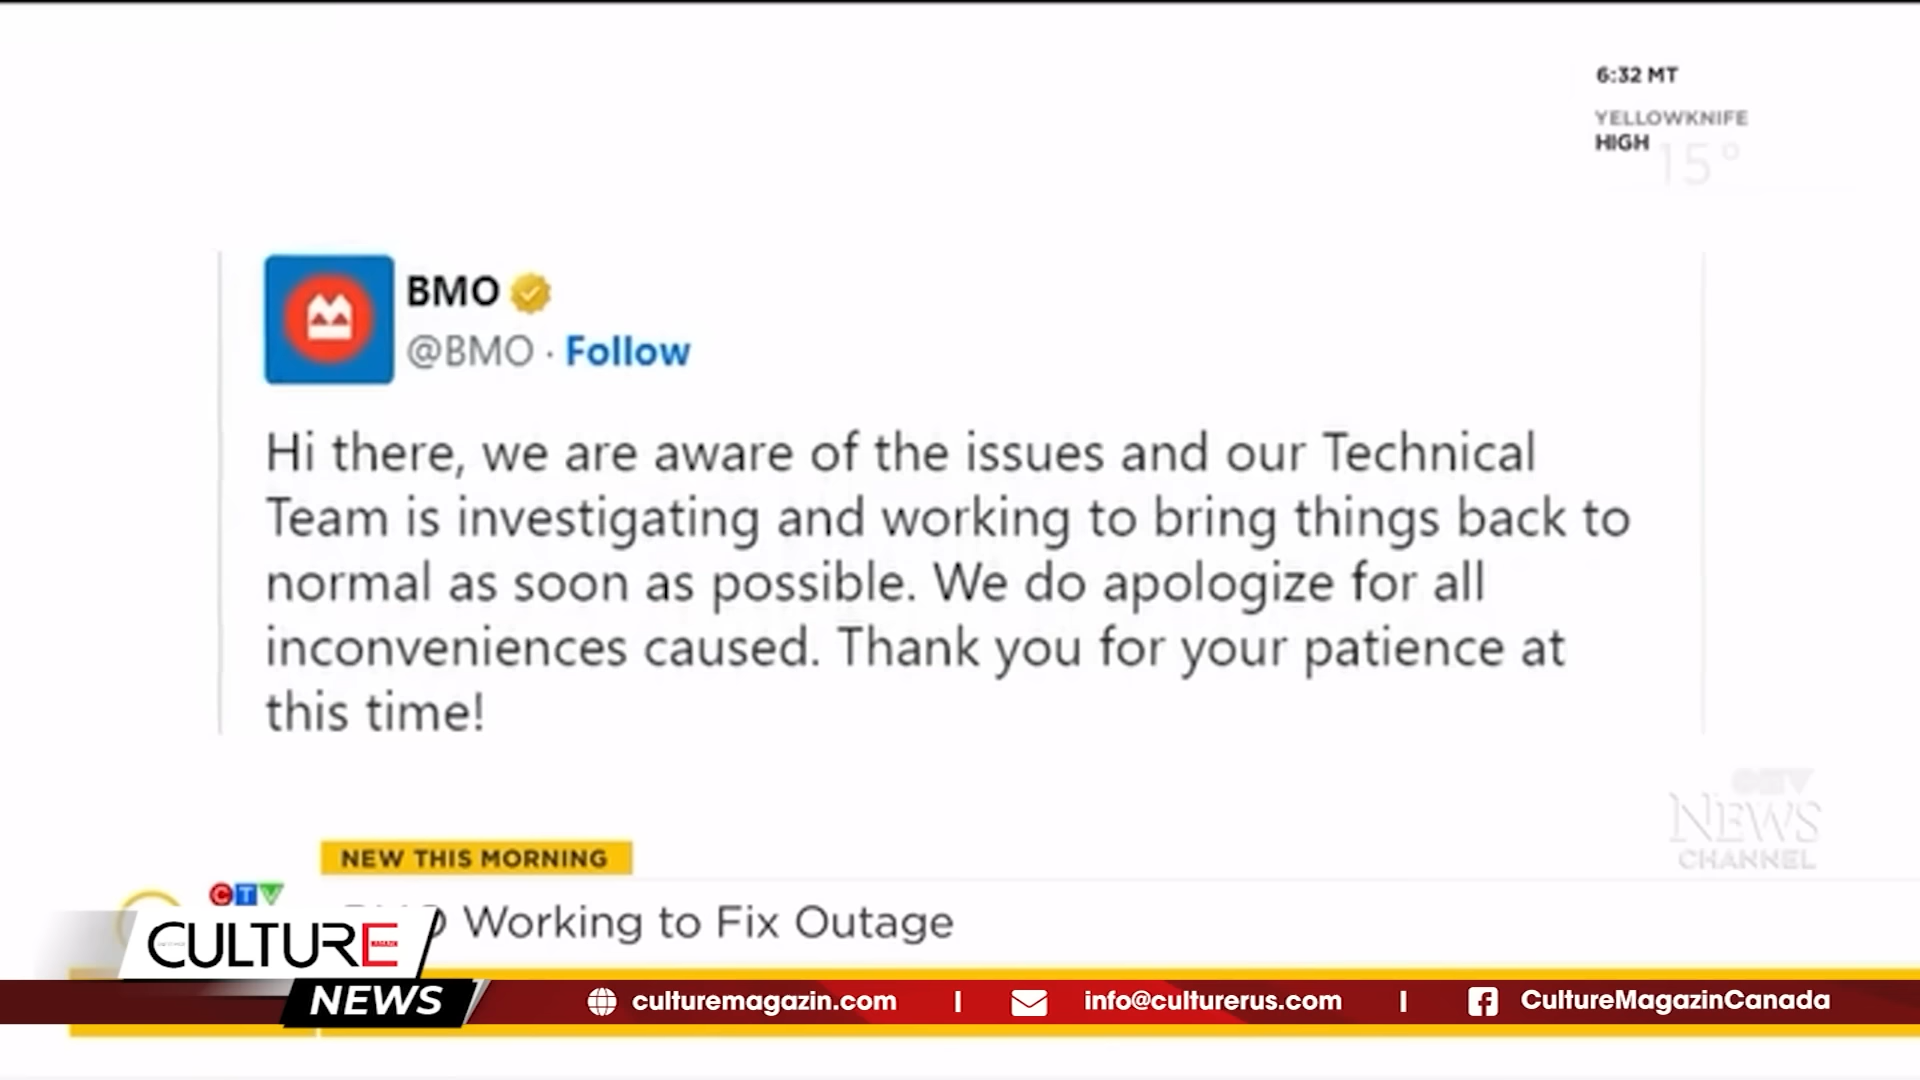 6:32 MT
YELLOWKNIFE
HIGH
15°
BMO
@BMO · Follow
Hi there, we are aware of the issues and our Technical
Team is investigating and working to bring things back to
normal as soon as possible. We do apologize for all
inconveniences caused. Thank you for your patience at
this time!
CTV
NEWS
CHANNEL
NEW THIS MORNING
CTV
Working to Fix Outage
CULTURE
NEWS
culturemagazin.com | info@culturerus.com | CultureMagazinCanada